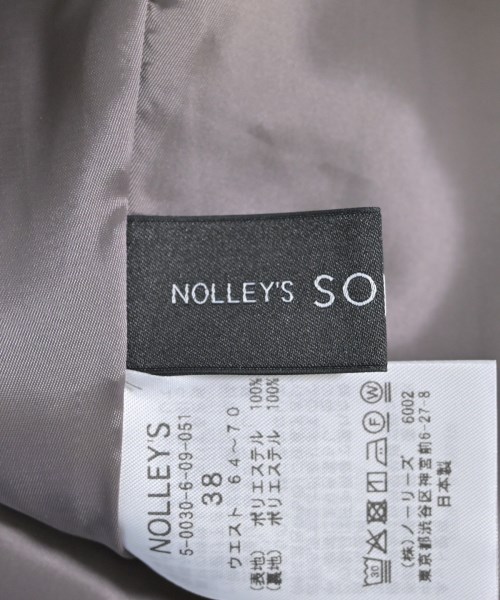 NOLLEY'S SO
NOLLEY'S
5-0030-6-09-051
38
ウエスト 64～70
(表地) ポリエステル 100%
(裏地) ポリエステル 100%
30
(株)ノーリーズ 6002
東京都渋谷区神宮前6-27-8
日本製